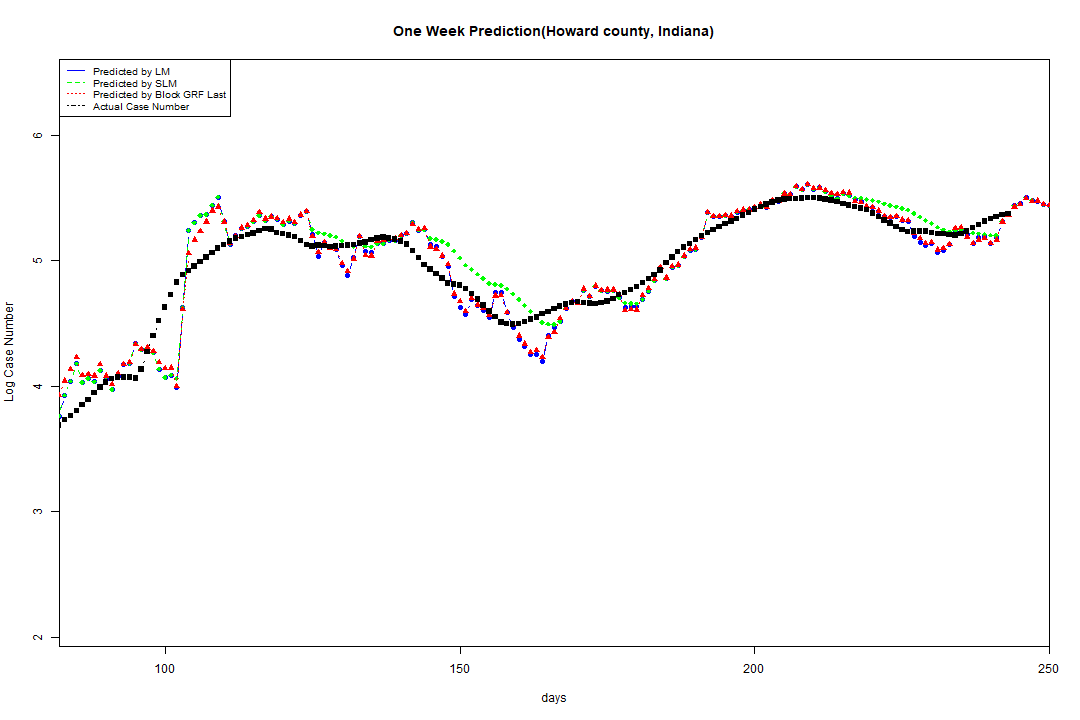 One Week Prediction(Howard county, Indiana)
Predicted by LM
Predicted by SLM
Predicted by Block GRF Last
Actual Case Number
6
5
4
3
2
Log Case Number
100 150 200 250
days